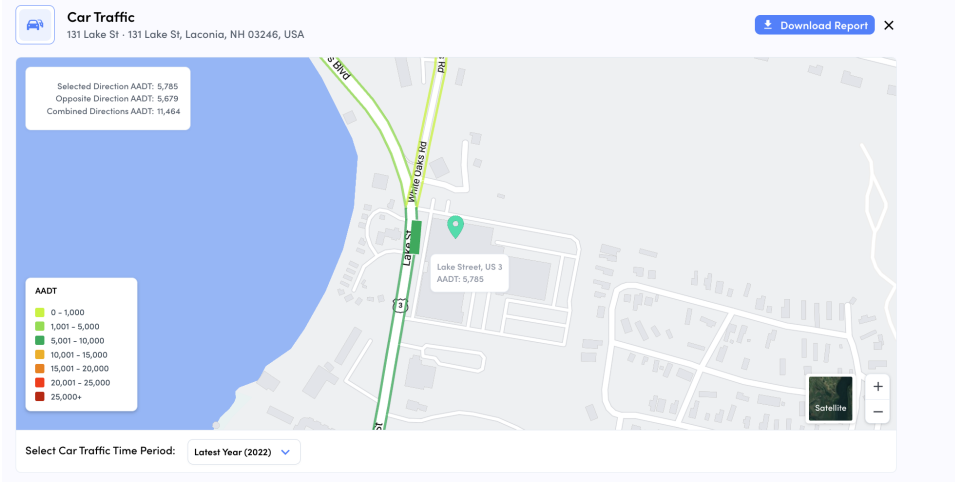 Car Traffic
131 Lake St · 131 Lake St, Laconia, NH 03246, USA
Download Report
Selected Direction AADT: 5,785
Opposite Direction AADT: 5,679
Combined Directions AADT: 11,464
s Blvd
s Rd
White Oaks Rd
Lake St
Lake Street, US 3
AADT: 5,785
3
AADT
0 - 1,000
1,001 - 5,000
5,001 - 10,000
10,001 - 15,000
15,001 - 20,000
20,001 - 25,000
25,000+
Satellite
+
−
St
Select Car Traffic Time Period:
Latest Year (2022)